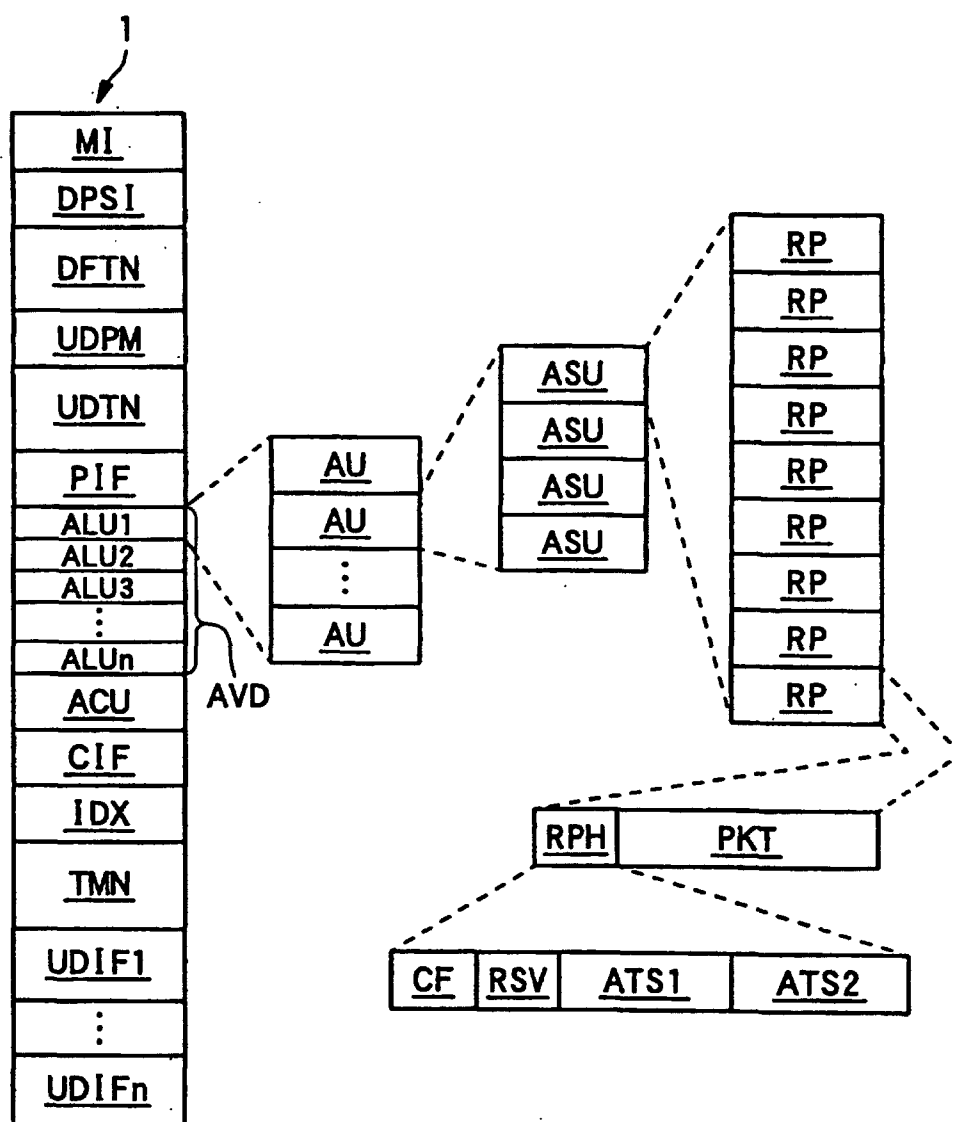 1
MI
DPSI
DFTN
UDPM
UDTN
PIF
ALU1
ALU2
ALU3
⋮
ALUn
AVD
ACU
CIF
IDX
TMN
UDIF1
⋮
UDIFn
AU
AU
⋮
AU
ASU
ASU
ASU
ASU
RP
RP
RP
RP
RP
RP
RP
RP
RP
RPH PKT
CF RSV ATS1 ATS2